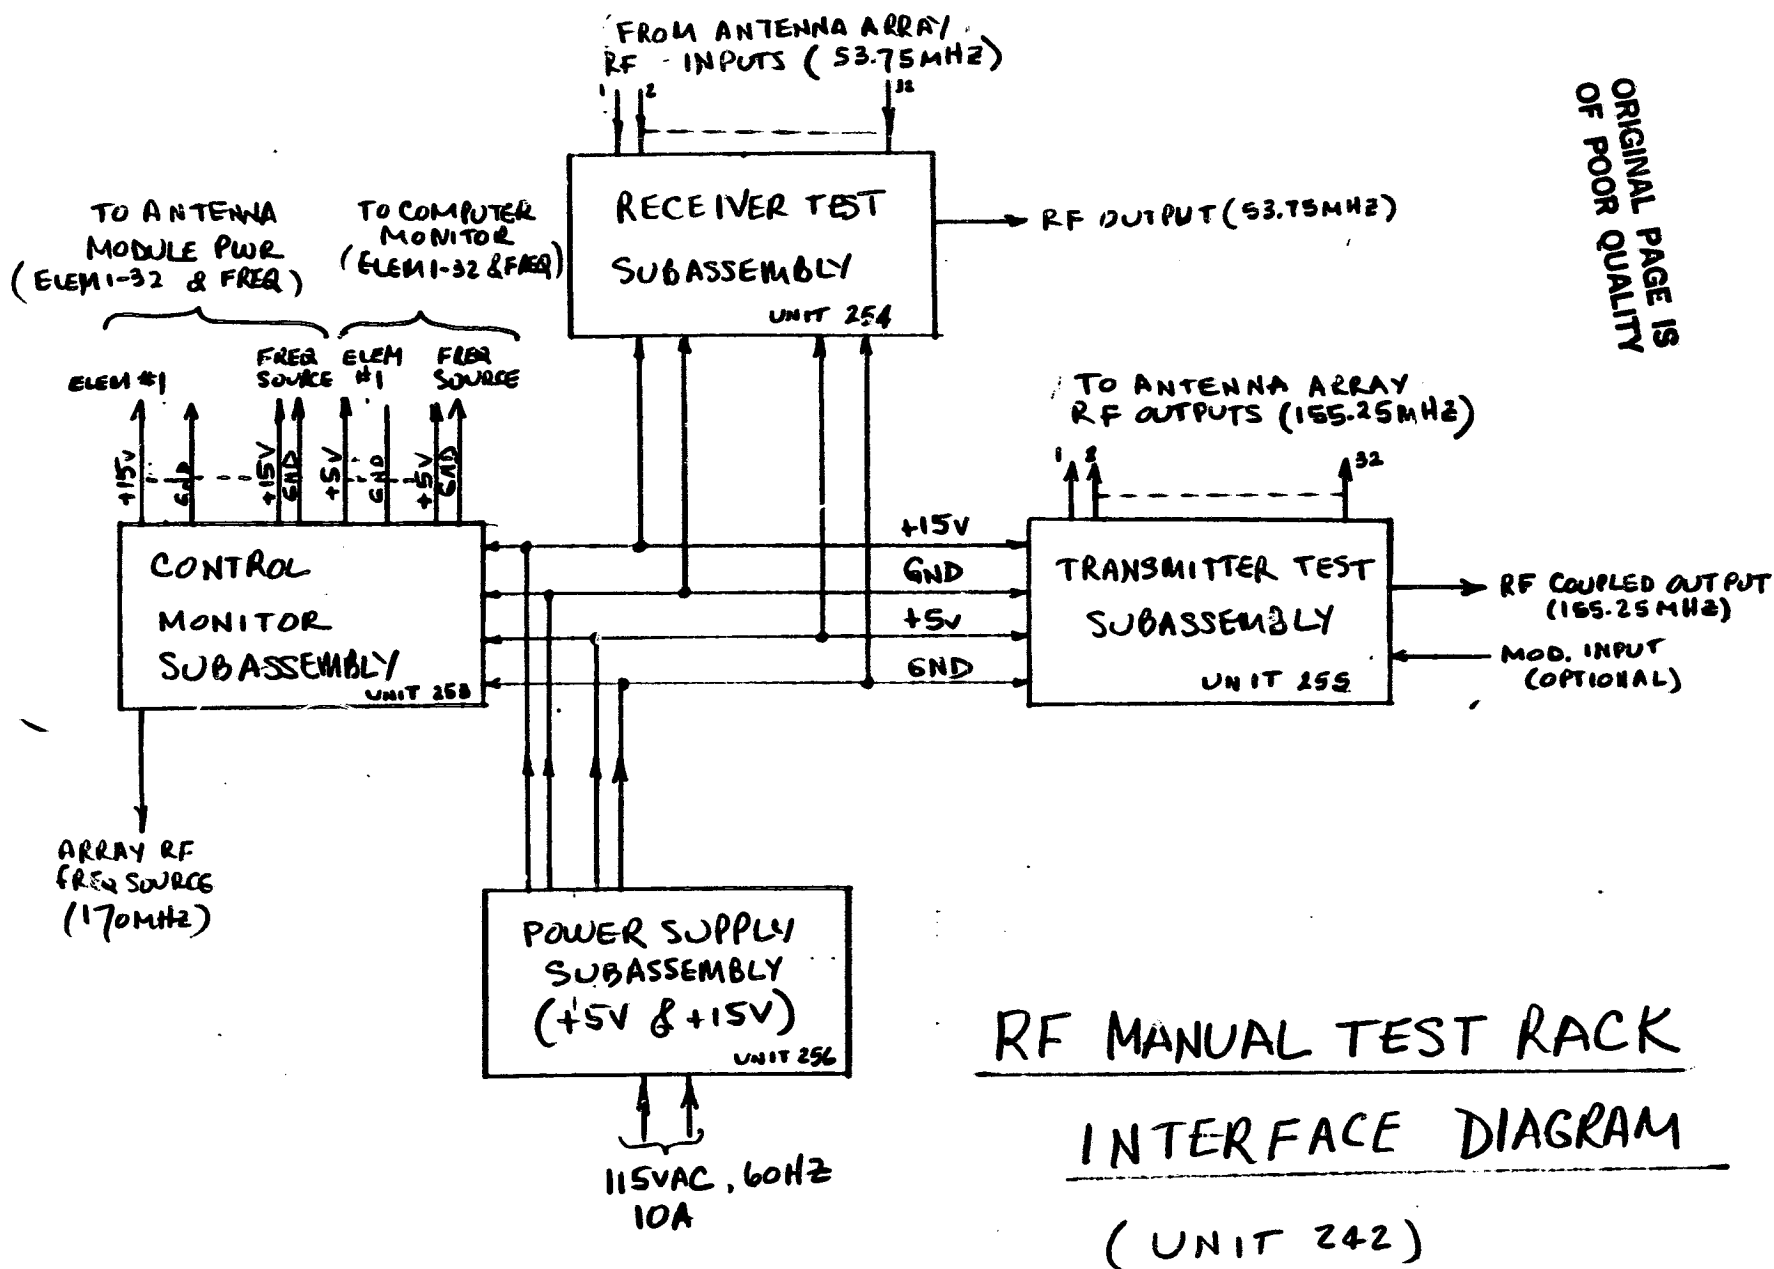 FROM ANTENNA ARRAY
RF - INPUTS (53.75MHZ)
1 2 32
RECEIVER TEST
SUBASSEMBLY
UNIT 254
RF OUTPUT (53.75MHZ)
ORIGINAL PAGE IS
OF POOR QUALITY
TO ANTENNA
MODULE PWR
(ELEM 1-32 & FREQ)
TO COMPUTER
MONITOR
(ELEM 1-32 & FREQ)
ELEM #1
FREQ
SOURCE
ELEM
#1
FREQ
SOURCE
+15V
GND
+15V
GND
+5V
GND
+5V
GND
TO ANTENNA ARRAY
RF OUTPUTS (155.25MHZ)
1 2 32
CONTROL
MONITOR
SUBASSEMBLY
UNIT 253
+15V
GND
+5V
GND
TRANSMITTER TEST
SUBASSEMBLY
UNIT 255
RF COUPLED OUTPUT
(155.25MHZ)
MOD. INPUT
(OPTIONAL)
ARRAY RF
FREQ SOURCE
(170MHZ)
POWER SUPPLY
SUBASSEMBLY
(+5V & +15V)
UNIT 256
115VAC, 60HZ
10A
RF MANUAL TEST RACK
INTERFACE DIAGRAM
(UNIT 242)